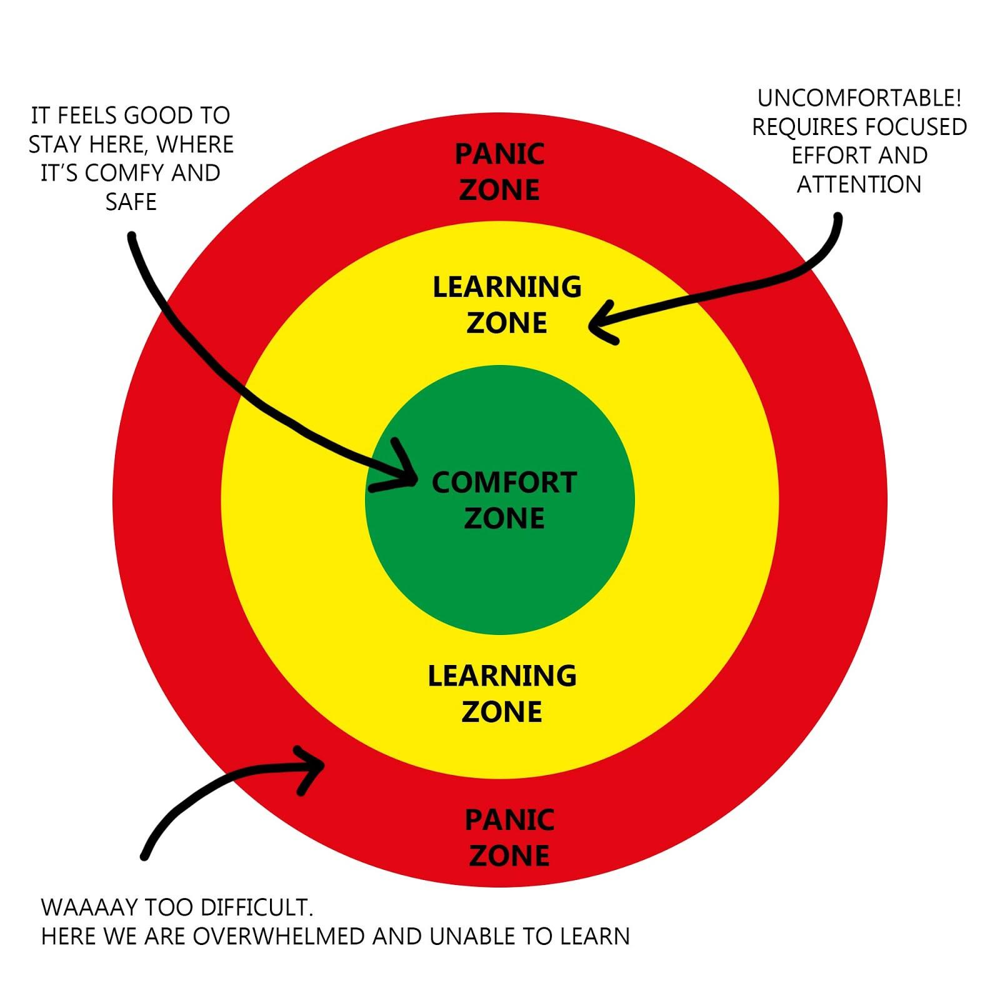 IT FEELS GOOD TO
STAY HERE, WHERE
IT’S COMFY AND
SAFE
UNCOMFORTABLE!
REQUIRES FOCUSED
EFFORT AND
ATTENTION
PANIC
ZONE
LEARNING
ZONE
COMFORT
ZONE
LEARNING
ZONE
PANIC
ZONE
WAAAAY TOO DIFFICULT.
HERE WE ARE OVERWHELMED AND UNABLE TO LEARN